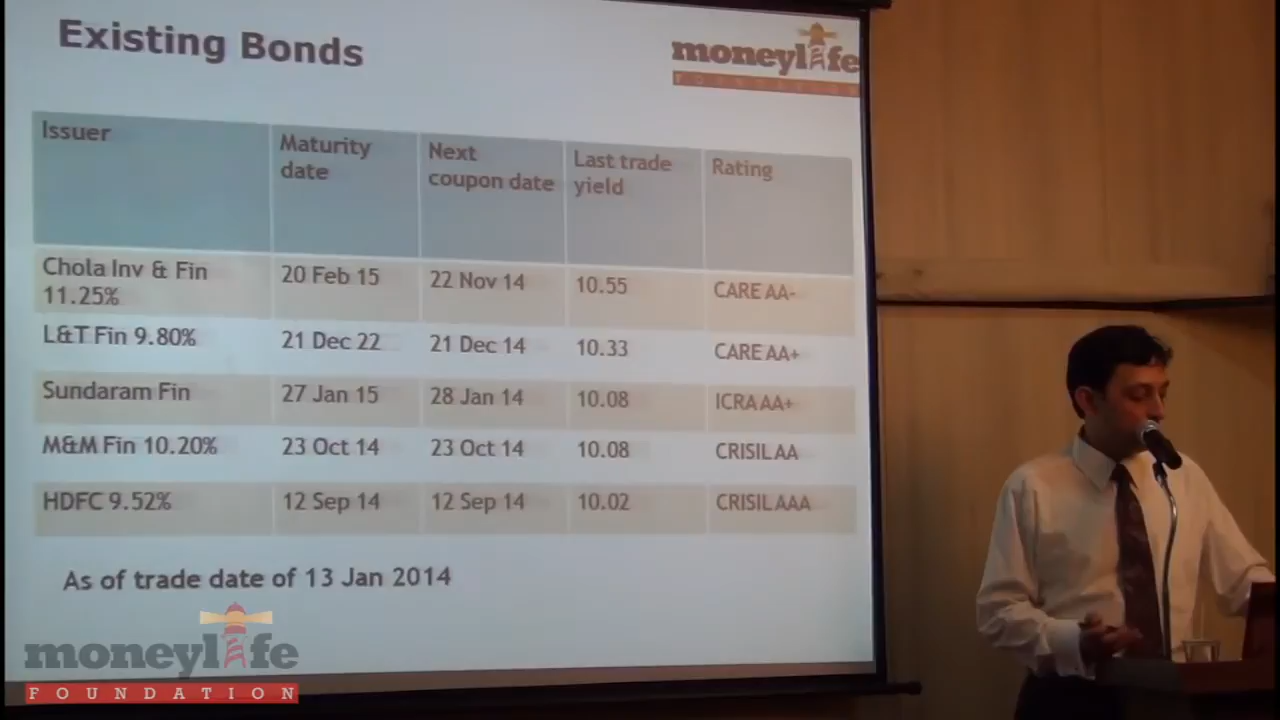 Existing Bonds
moneylife
FOUNDATION
Issuer
Maturity date
Next coupon date
Last trade yield
Rating
Chola Inv & Fin 11.25%
20 Feb 15
22 Nov 14
10.55
CARE AA-
L&T Fin 9.80%
21 Dec 22
21 Dec 14
10.33
CARE AA+
Sundaram Fin
27 Jan 15
28 Jan 14
10.08
ICRA AA+
M&M Fin 10.20%
23 Oct 14
23 Oct 14
10.08
CRISIL AA
HDFC 9.52%
12 Sep 14
12 Sep 14
10.02
CRISIL AAA
As of trade date of 13 Jan 2014
moneylife
FOUNDATION